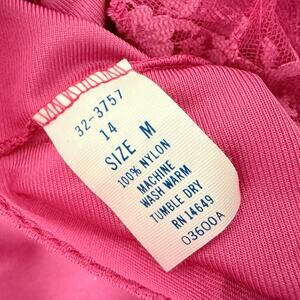 32-3757
14
SIZE M
100% NYLON
MACHINE
WASH WARM
TUMBLE DRY
RN 14649
03600A